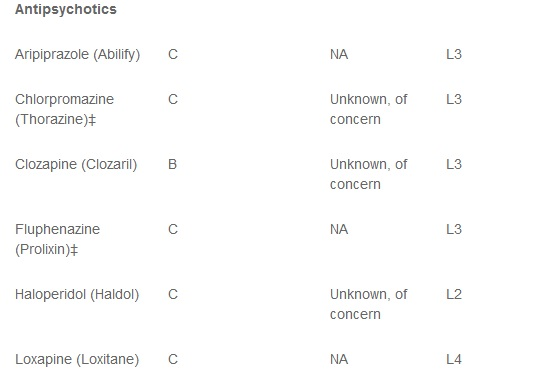 Antipsychotics
Aripiprazole (Abilify) C NA L3
Chlorpromazine C Unknown, of L3
(Thorazine)‡ concern
Clozapine (Clozaril) B Unknown, of L3
concern
Fluphenazine C NA L3
(Prolixin)‡
Haloperidol (Haldol) C Unknown, of L2
concern
Loxapine (Loxitane) C NA L4